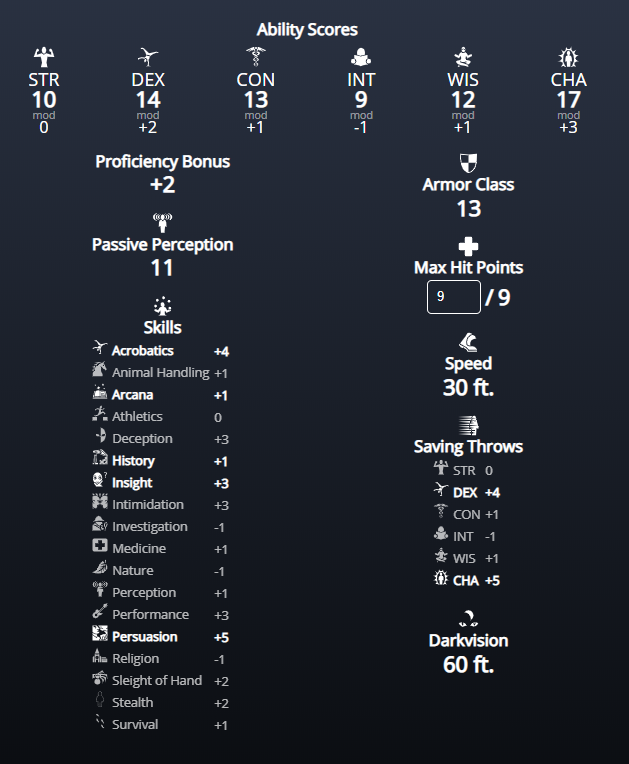 Ability Scores
STR DEX CON INT WIS CHA
10 14 13 9 12 17
mod mod mod mod mod mod
0 +2 +1 -1 +1 +3
Proficiency Bonus
+2
Passive Perception
11
Skills
Acrobatics +4
Animal Handling +1
Arcana +1
Athletics 0
Deception +3
History +1
Insight +3
Intimidation +3
Investigation -1
Medicine +1
Nature -1
Perception +1
Performance +3
Persuasion +5
Religion -1
Sleight of Hand +2
Stealth +2
Survival +1
Armor Class
13
Max Hit Points
9 / 9
Speed
30 ft.
Saving Throws
STR 0
DEX +4
CON +1
INT -1
WIS +1
CHA +5
Darkvision
60 ft.